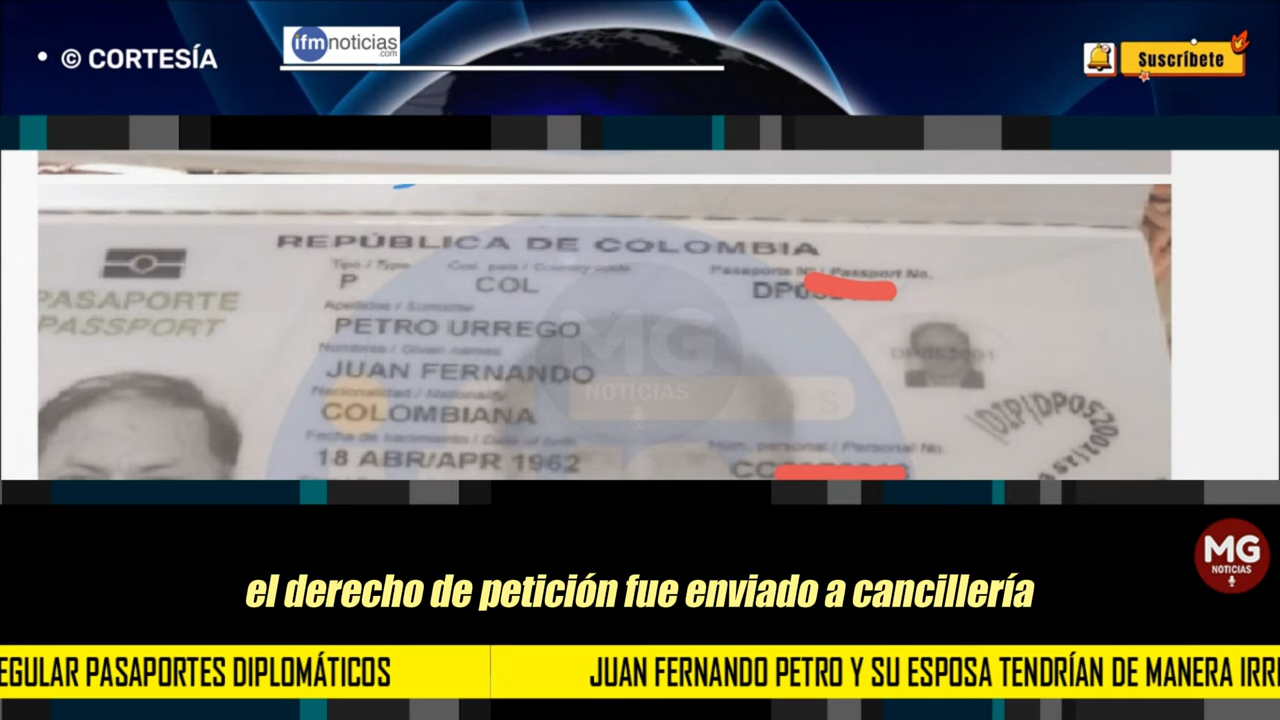 • © CORTESÍA
ifmnoticias
.com
Suscríbete
REPÚBLICA DE COLOMBIA
Tipo / Type Cod. país / Country code Pasaporte Nº / Passport No.
P COL
PASAPORTE
PASSPORT
Apellidos / Surname
PETRO URREGO
Nombres / Given names
JUAN FERNANDO
Nacionalidad / Nationality
COLOMBIANA
Fecha de nacimiento / Date of birth Núm. personal / Personal No.
18 ABR/APR 1962
MG
NOTICIAS
el derecho de petición fue enviado a cancillería
MG
NOTICIAS
EGULAR PASAPORTES DIPLOMÁTICOS JUAN FERNANDO PETRO Y SU ESPOSA TENDRÍAN DE MANERA IRRE